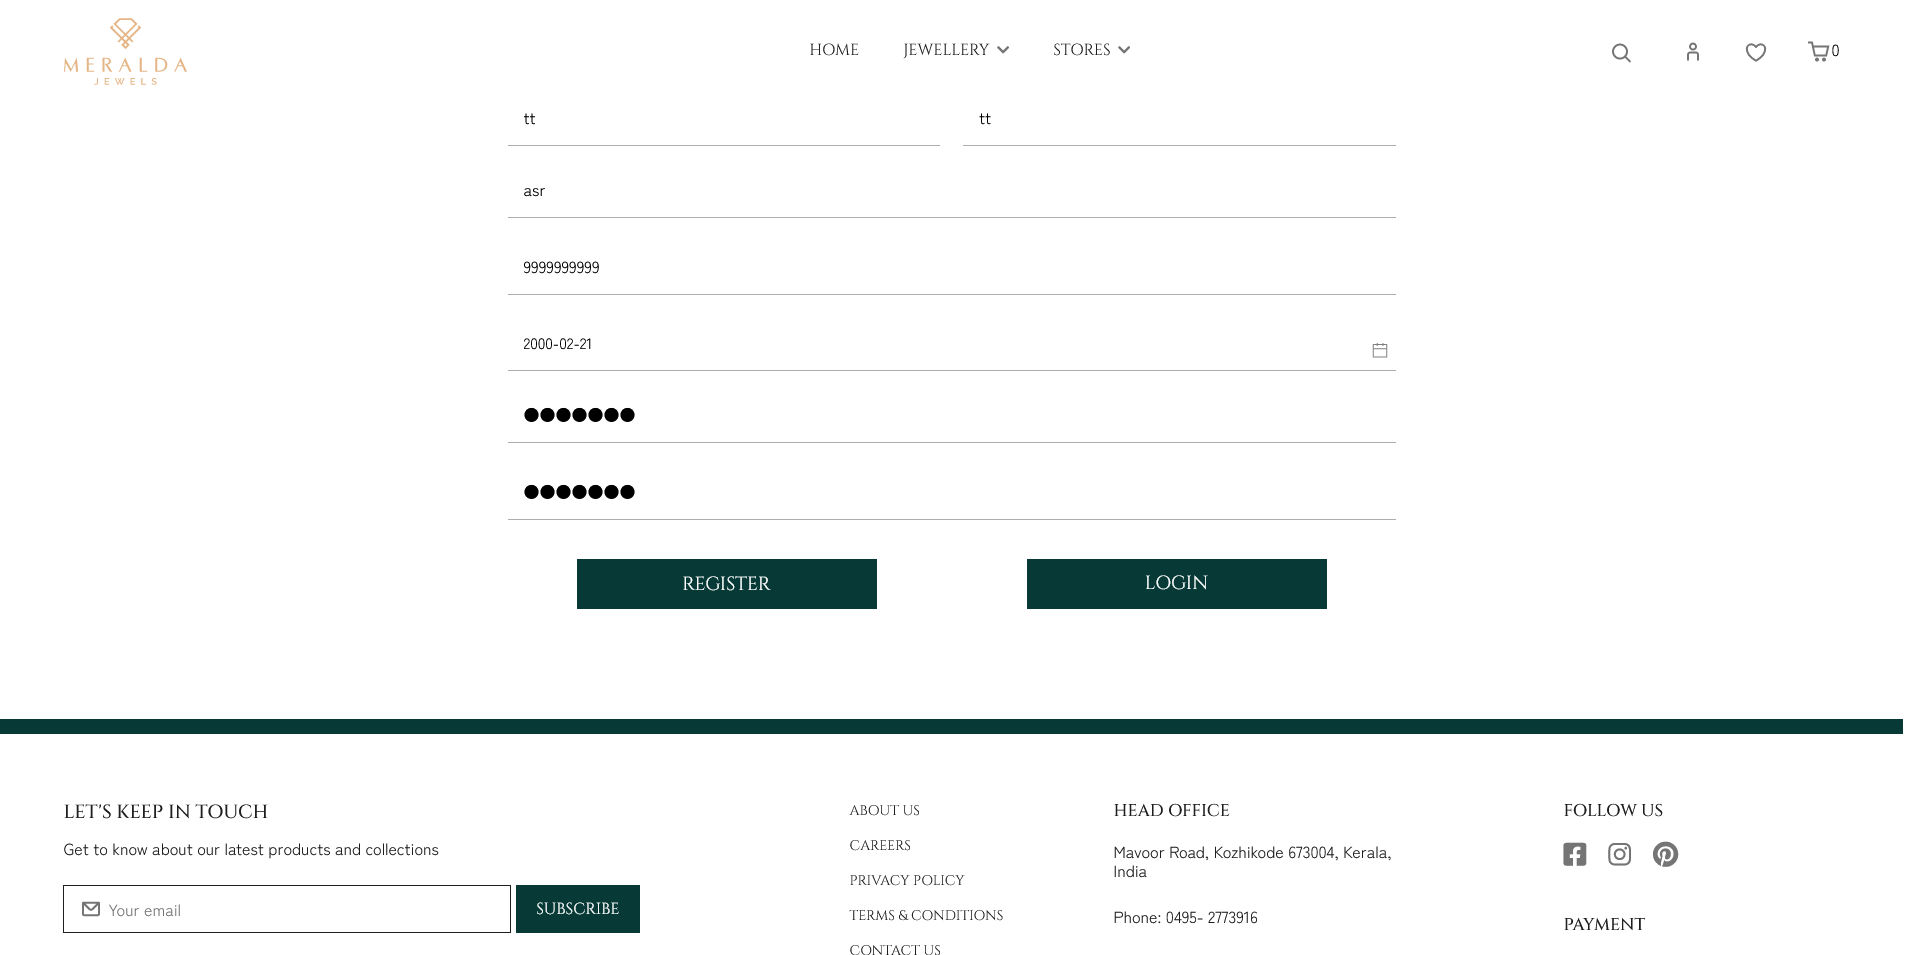 MERALDA
JEWELS
HOME
JEWELLERY
STORES
0
tt
tt
asr
9999999999
2000-02-21
REGISTER
LOGIN
LET'S KEEP IN TOUCH
Get to know about our latest products and collections
Your email
SUBSCRIBE
ABOUT US
CAREERS
PRIVACY POLICY
TERMS & CONDITIONS
CONTACT US
HEAD OFFICE
Mavoor Road, Kozhikode 673004, Kerala,
India
Phone: 0495- 2773916
FOLLOW US
PAYMENT